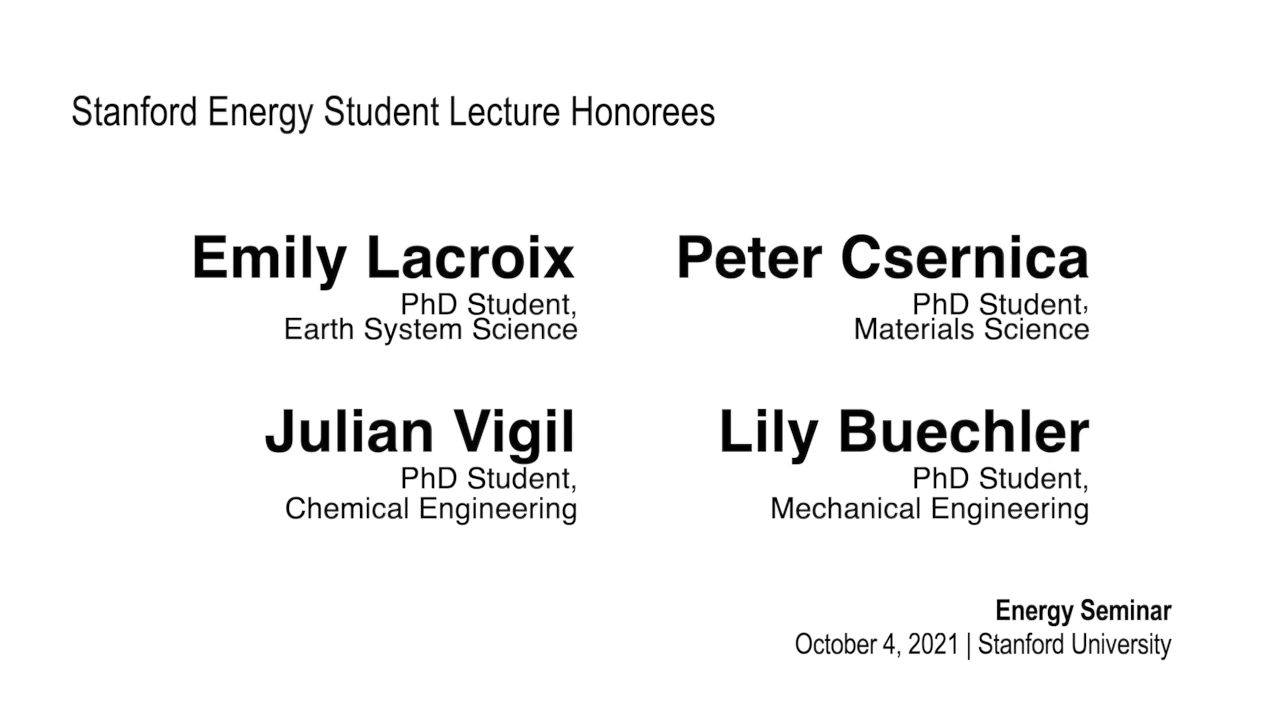 Stanford Energy Student Lecture Honorees
Emily Lacroix
PhD Student,
Earth System Science
Peter Csernica
PhD Student,
Materials Science
Julian Vigil
PhD Student,
Chemical Engineering
Lily Buechler
PhD Student,
Mechanical Engineering
Energy Seminar
October 4, 2021 | Stanford University